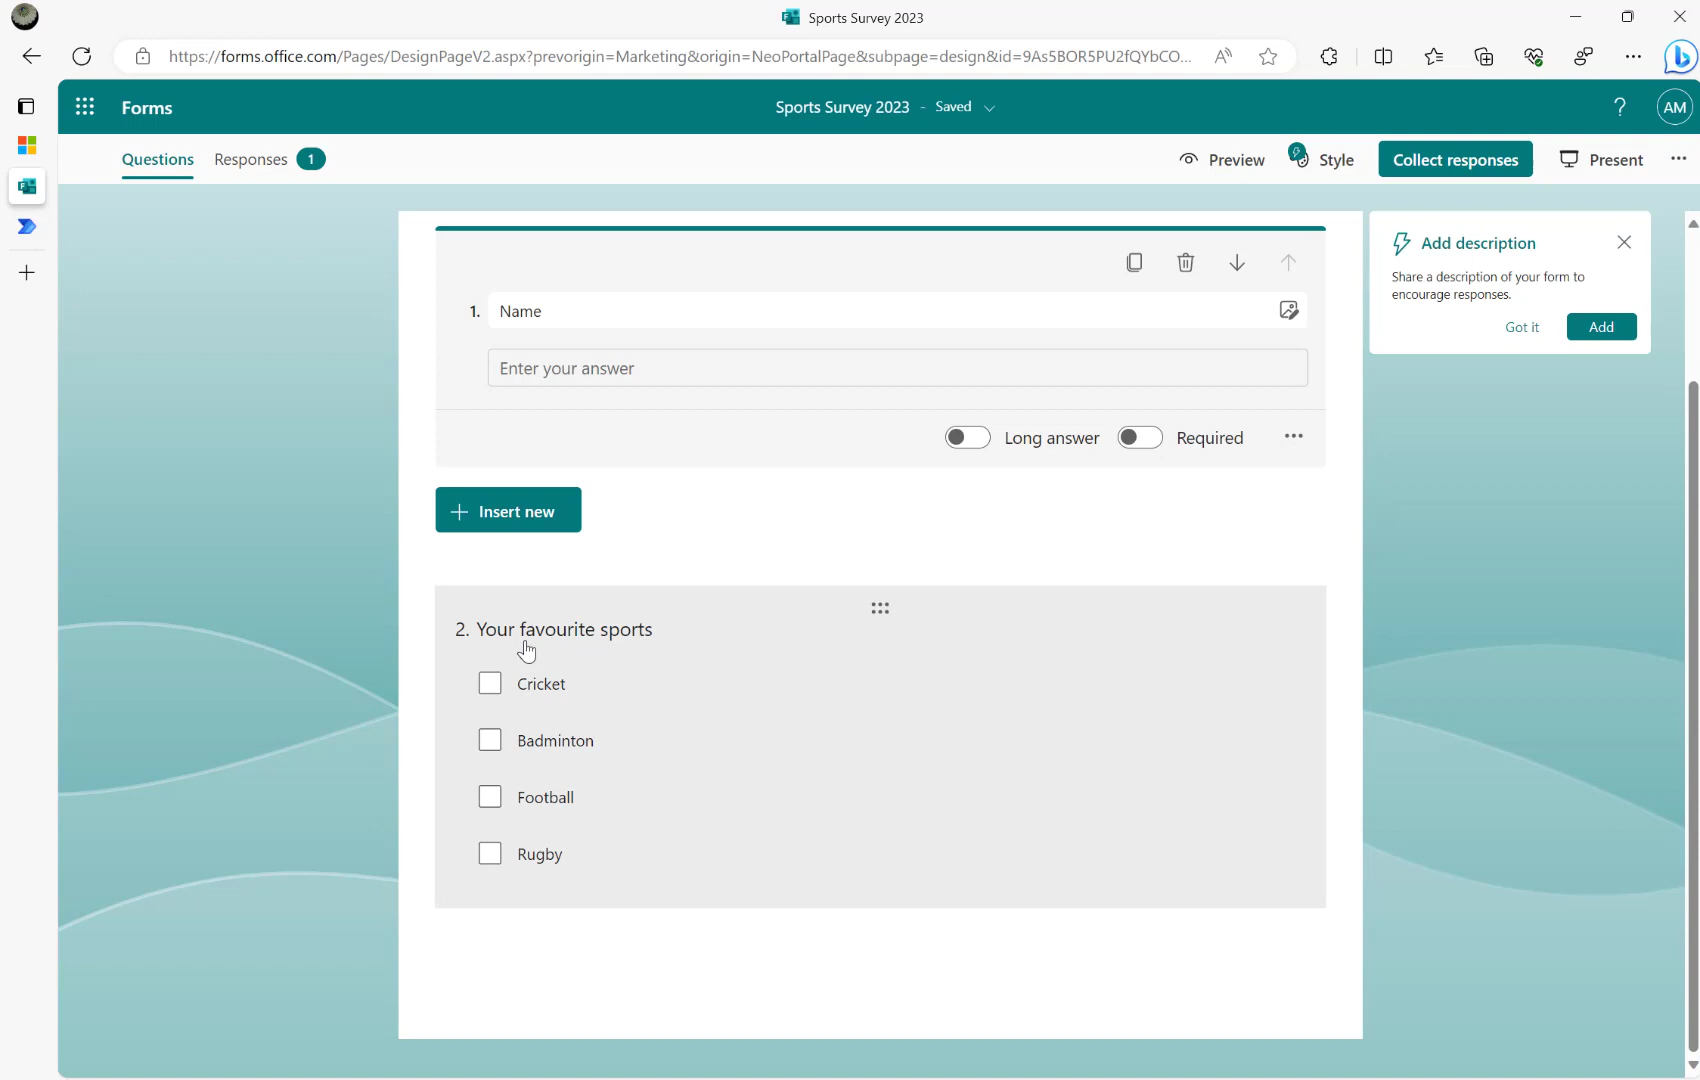 Sports Survey 2023
https://forms.office.com/Pages/DesignPageV2.aspx?prevorigin=Marketing&origin=NeoPortalPage&subpage=design&id=9As5BOR5PU2fQYbCO...
Forms
Sports Survey 2023 - Saved
? AM
Questions Responses 1
Preview Style Collect responses Present
Add description
Share a description of your form to
encourage responses.
Got it Add
1. Name
Enter your answer
Long answer Required
Insert new
2. Your favourite sports
Cricket
Badminton
Football
Rugby